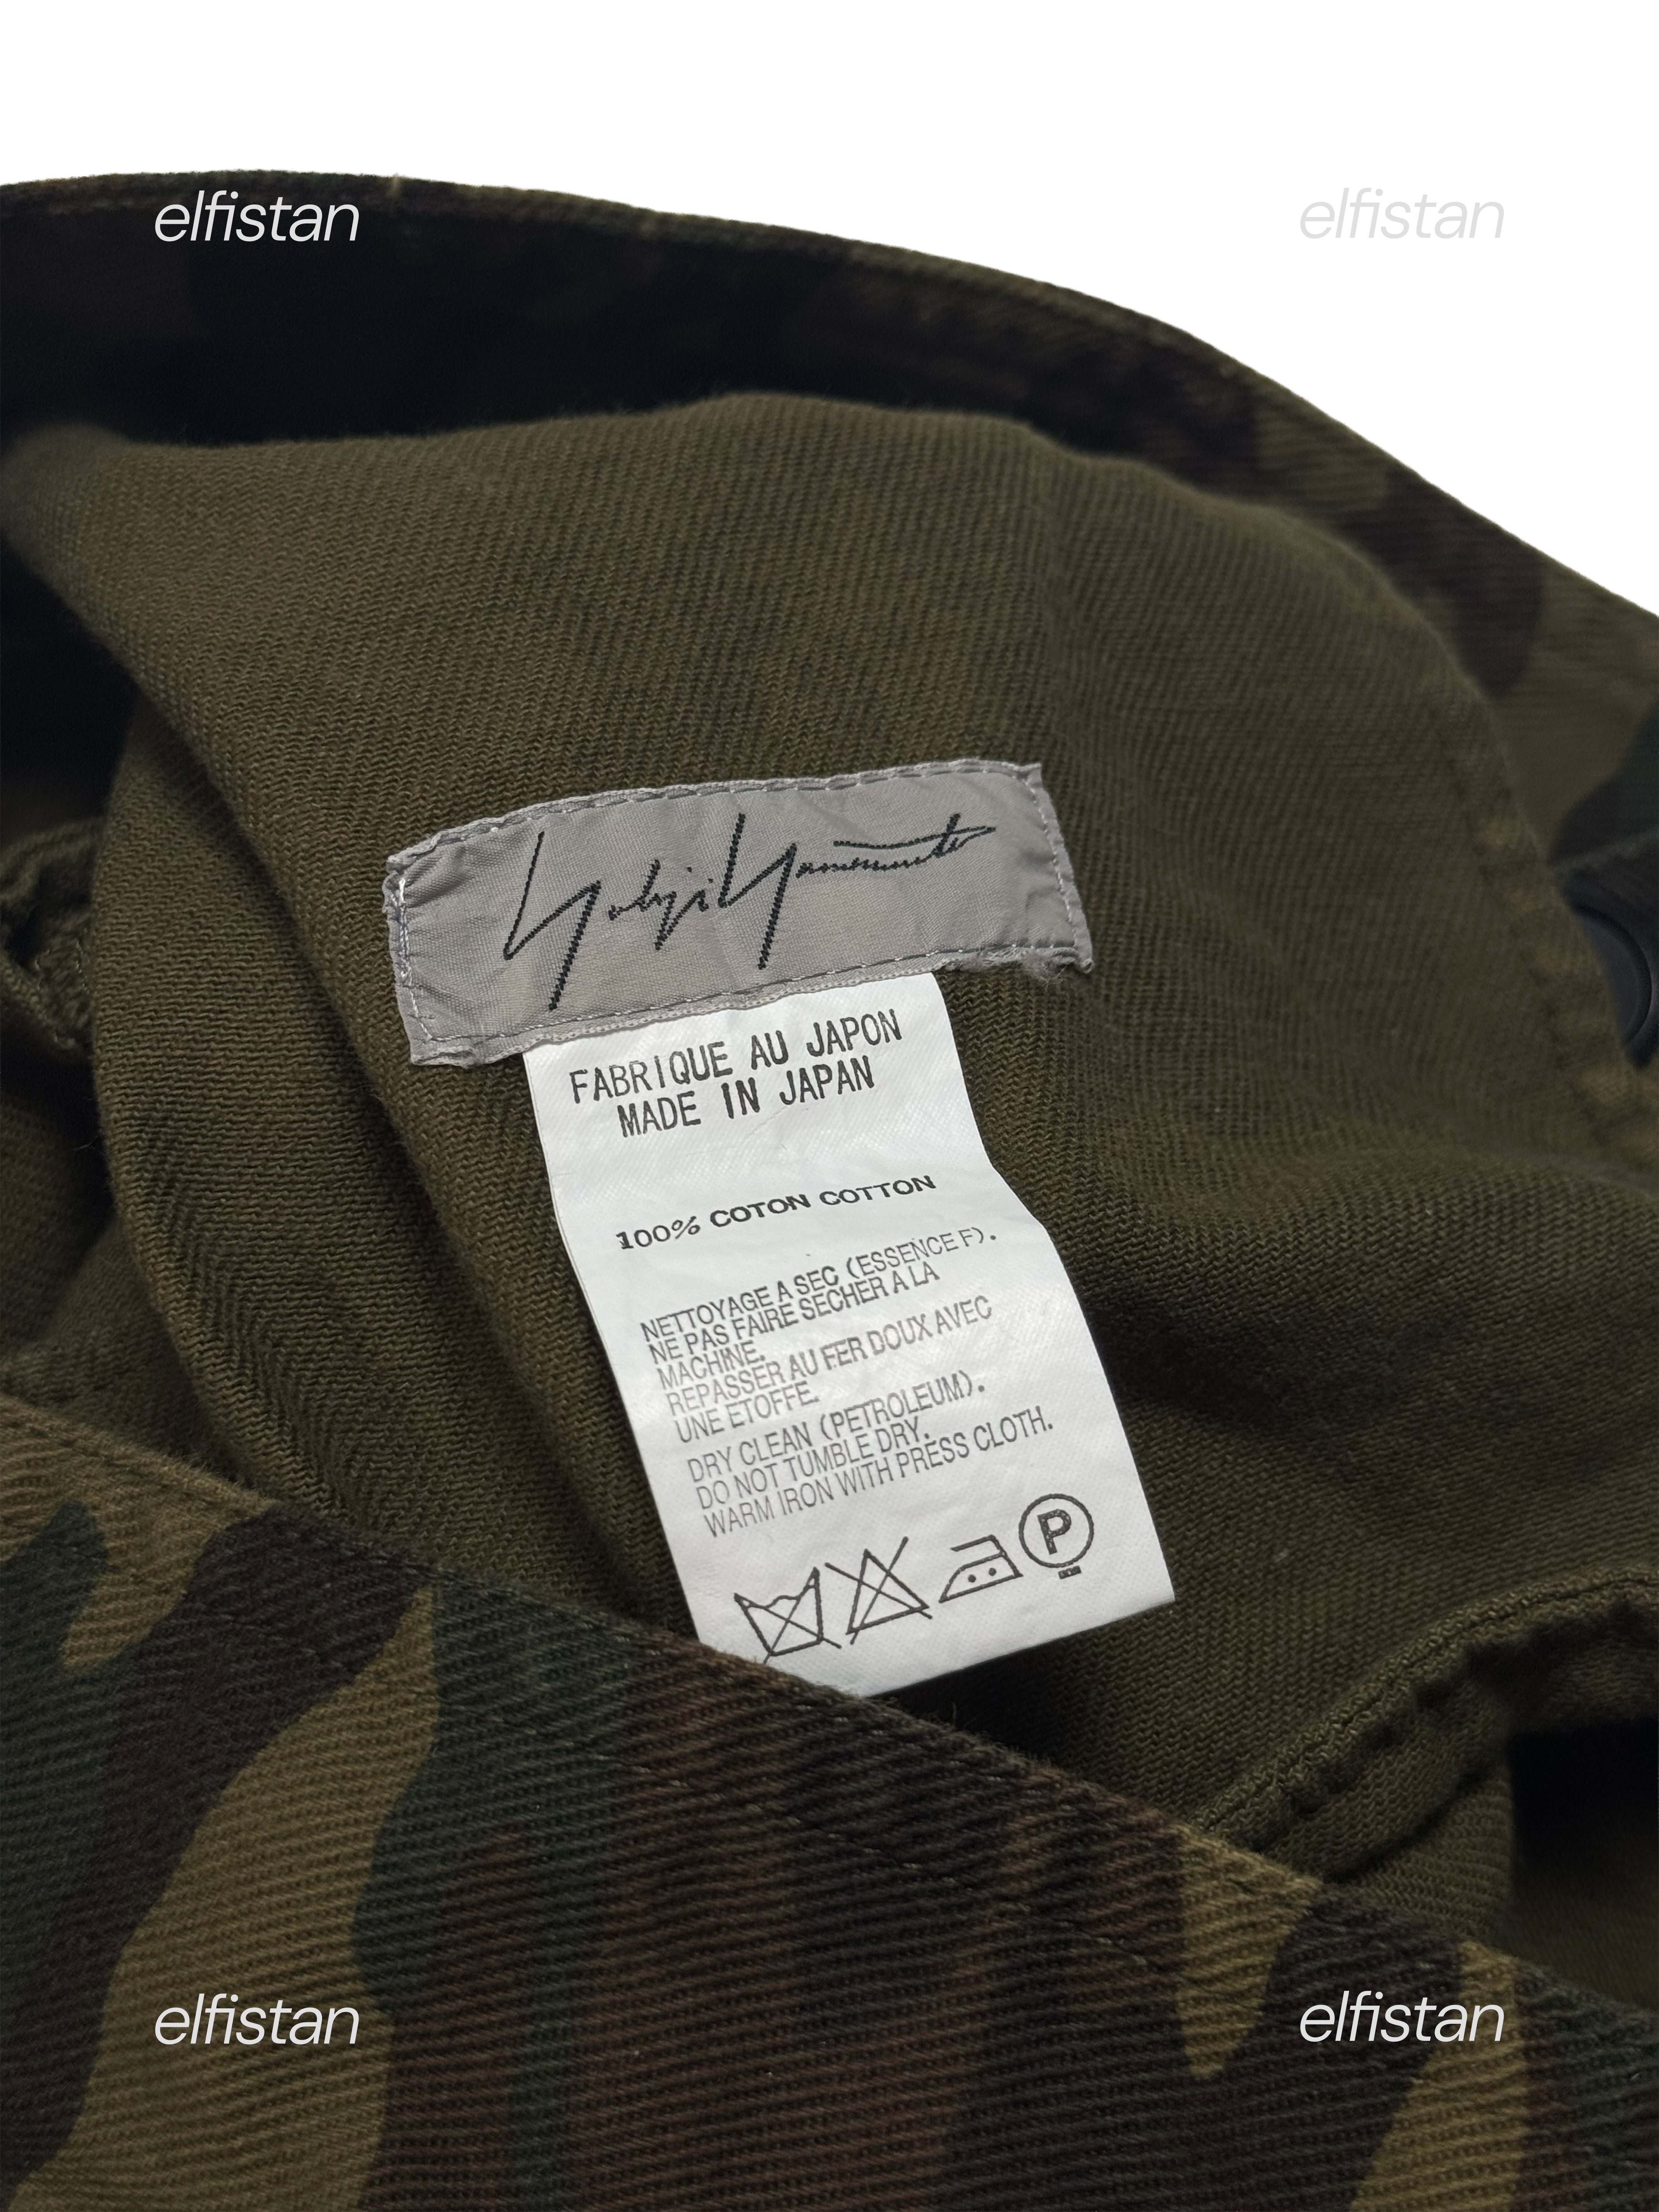 elfistan
elfistan
Yohji Yamamoto
FABRIQUE AU JAPON
MADE IN JAPAN
100% COTON COTTON
NETTOYAGE A SEC (ESSENCE F).
NE PAS FAIRE SECHER A LA
MACHINE.
REPASSER AU FER DOUX AVEC
UNE ETOFFE.
DRY CLEAN (PETROLEUM).
DO NOT TUMBLE DRY.
WARM IRON WITH PRESS CLOTH.
P
elfistan
elfistan